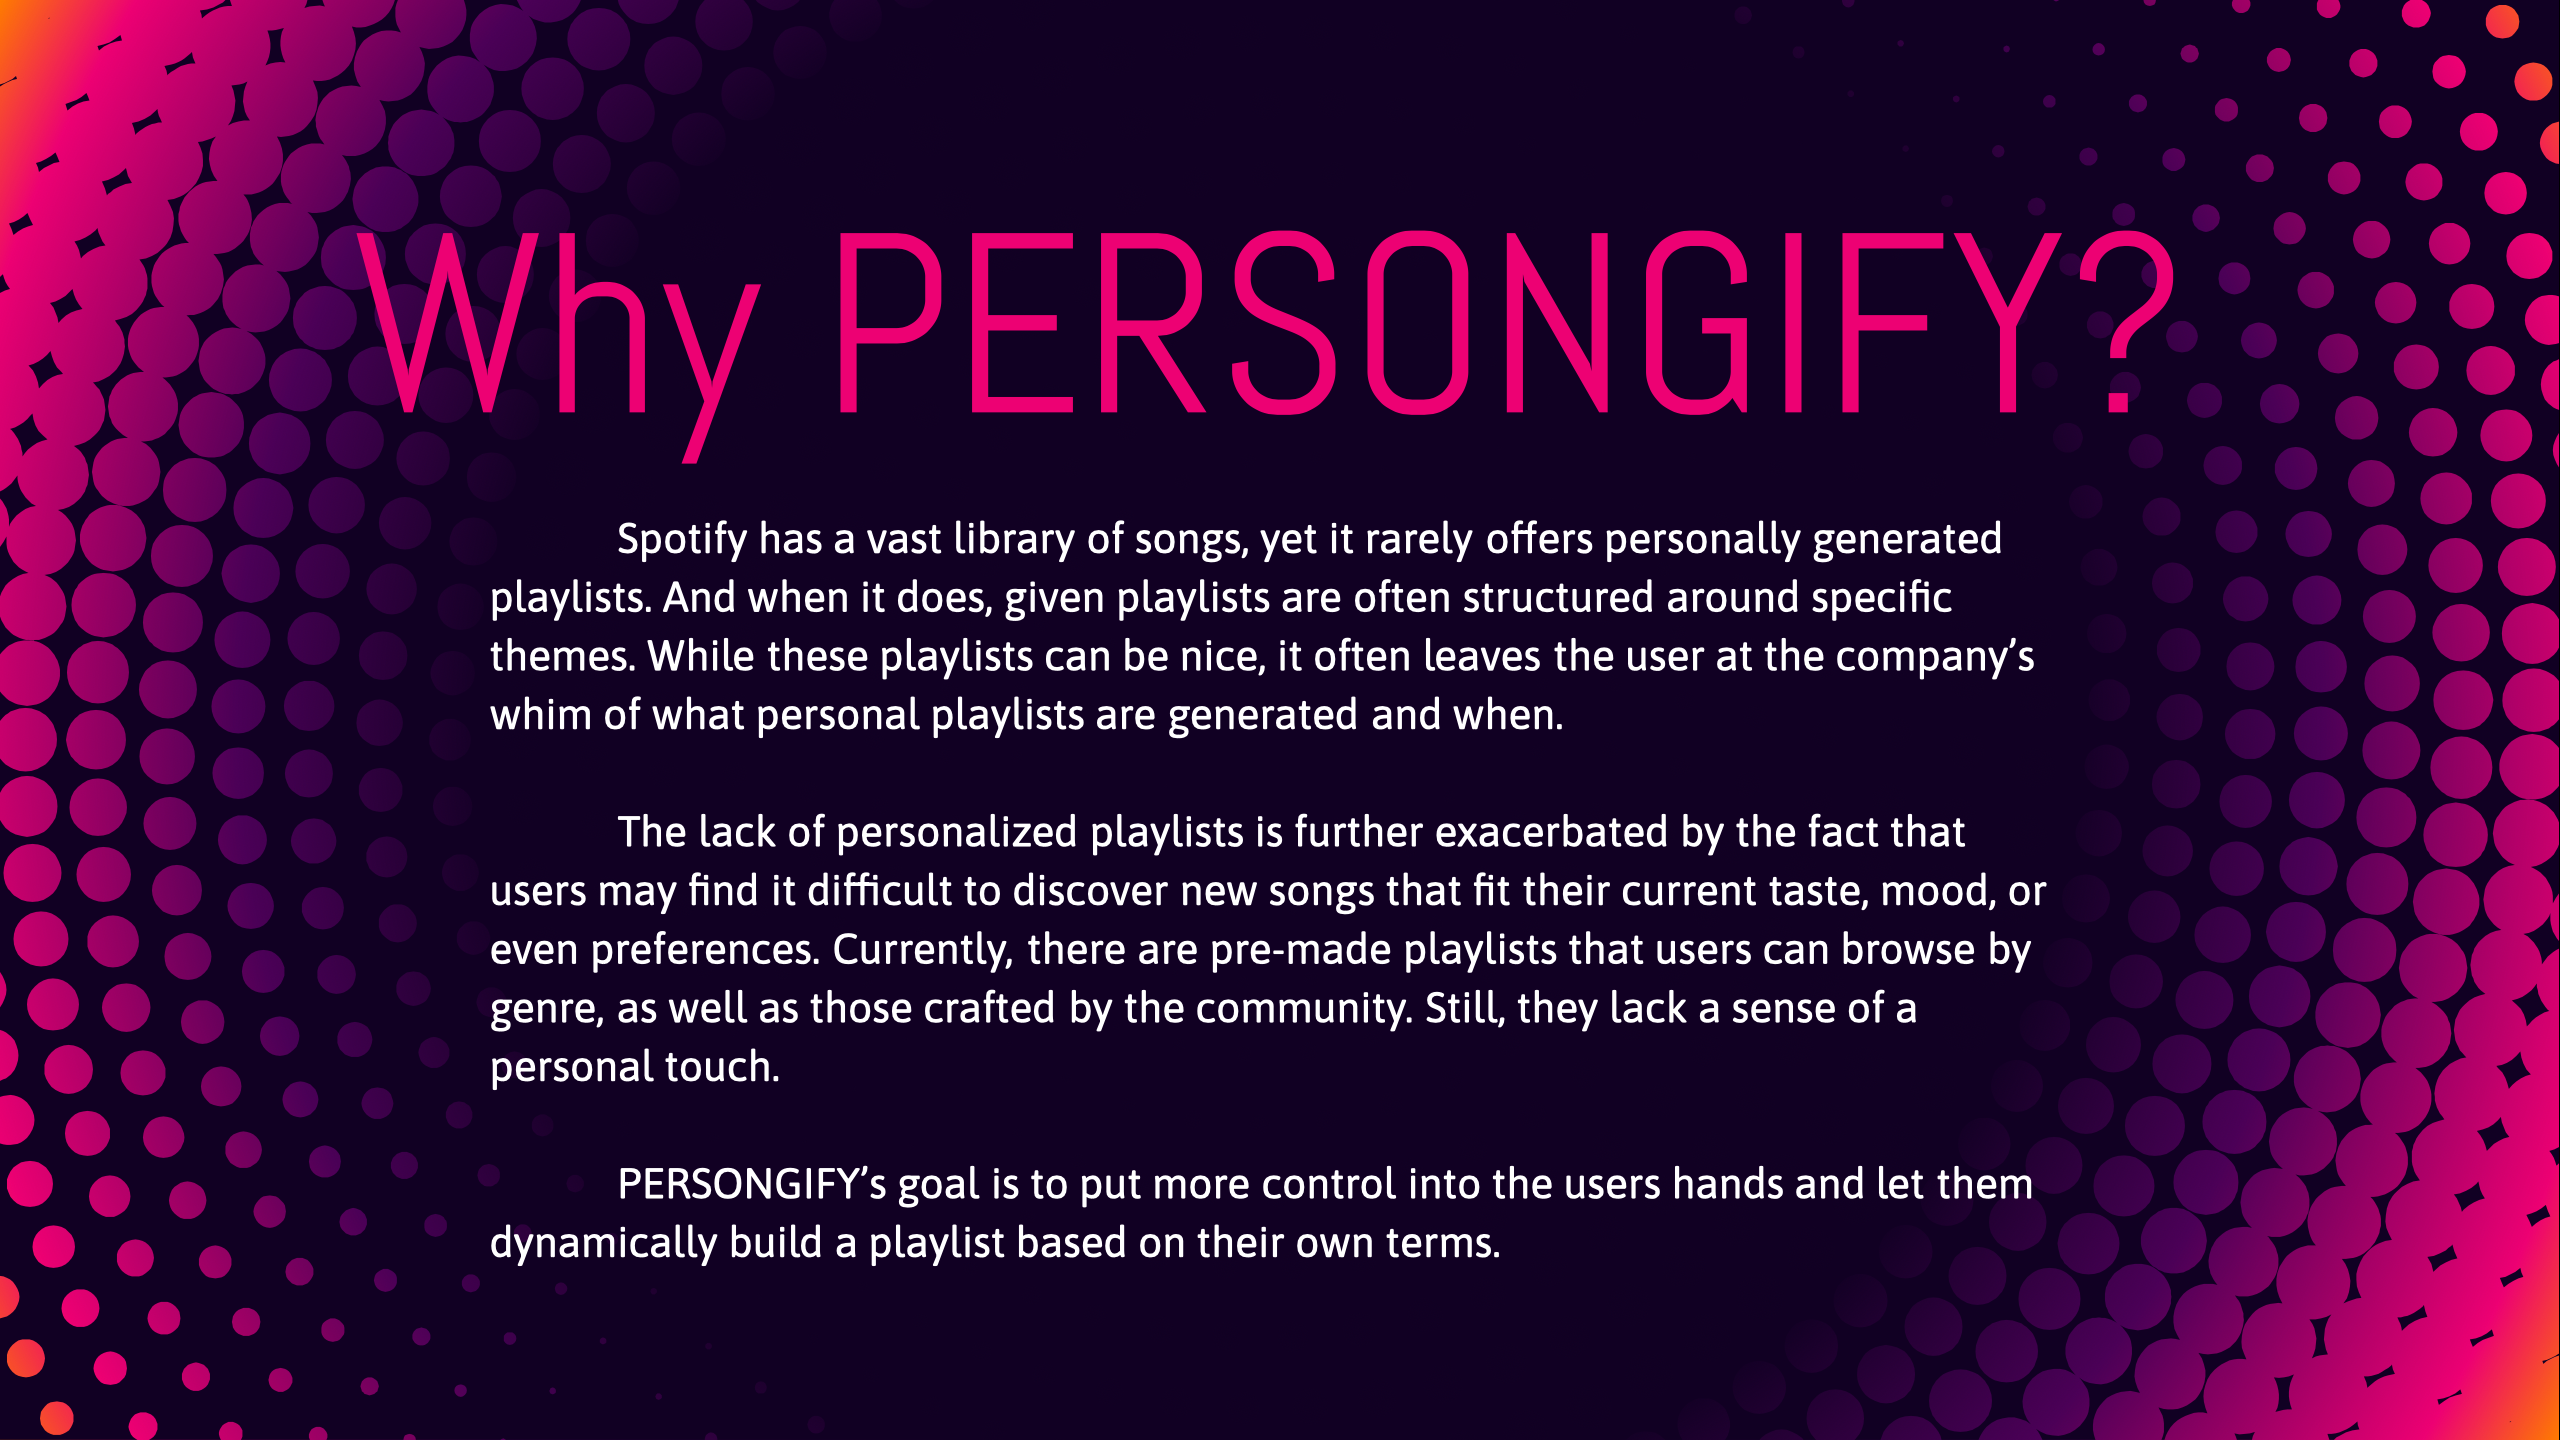 Why PERSONGIFY?
Spotify has a vast library of songs, yet it rarely offers personally generated
playlists. And when it does, given playlists are often structured around specific
themes. While these playlists can be nice, it often leaves the user at the company’s
whim of what personal playlists are generated and when.
The lack of personalized playlists is further exacerbated by the fact that
users may find it difficult to discover new songs that fit their current taste, mood, or
even preferences. Currently, there are pre-made playlists that users can browse by
genre, as well as those crafted by the community. Still, they lack a sense of a
personal touch.
PERSONGIFY’s goal is to put more control into the users hands and let them
dynamically build a playlist based on their own terms.